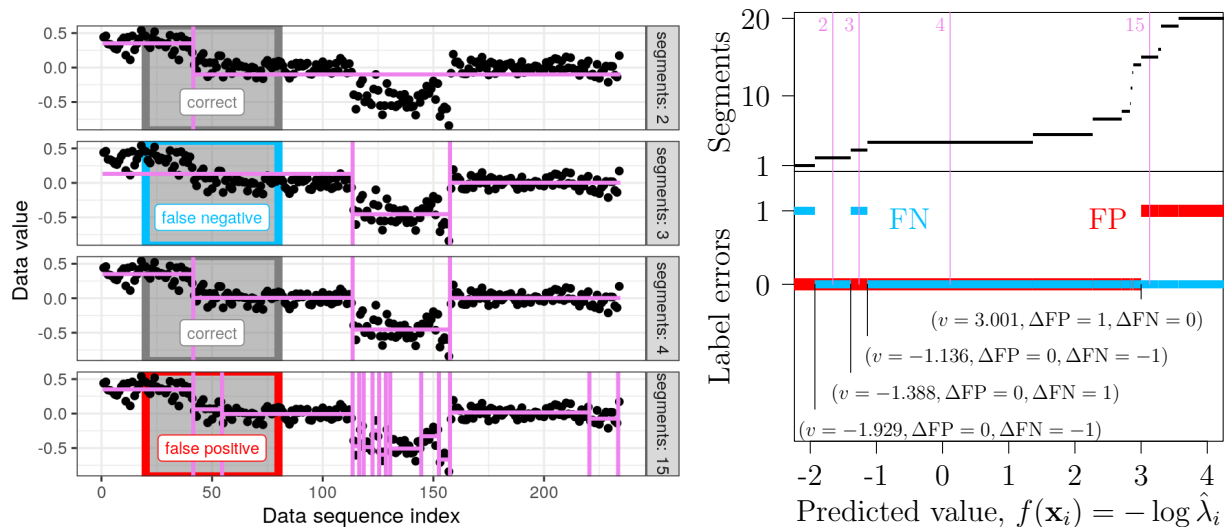 Data value
0.5
0.0
-0.5
correct
segments: 2
0.5
0.0
-0.5
false negative
segments: 3
0.5
0.0
-0.5
correct
segments: 4
0.5
0.0
-0.5
false positive
segments: 15
0
50
100
150
200
Data sequence index
Segments
20
10
1
2
3
4
15
Label errors
1
0
FN
FP
(v = 3.001, ΔFP = 1, ΔFN = 0)
(v = −1.136, ΔFP = 0, ΔFN = −1)
(v = −1.388, ΔFP = 0, ΔFN = 1)
(v = −1.929, ΔFP = 0, ΔFN = −1)
-2 -1 0 1 2 3 4
Predicted value, f(𝐱ᵢ) = − log λ̂ᵢ